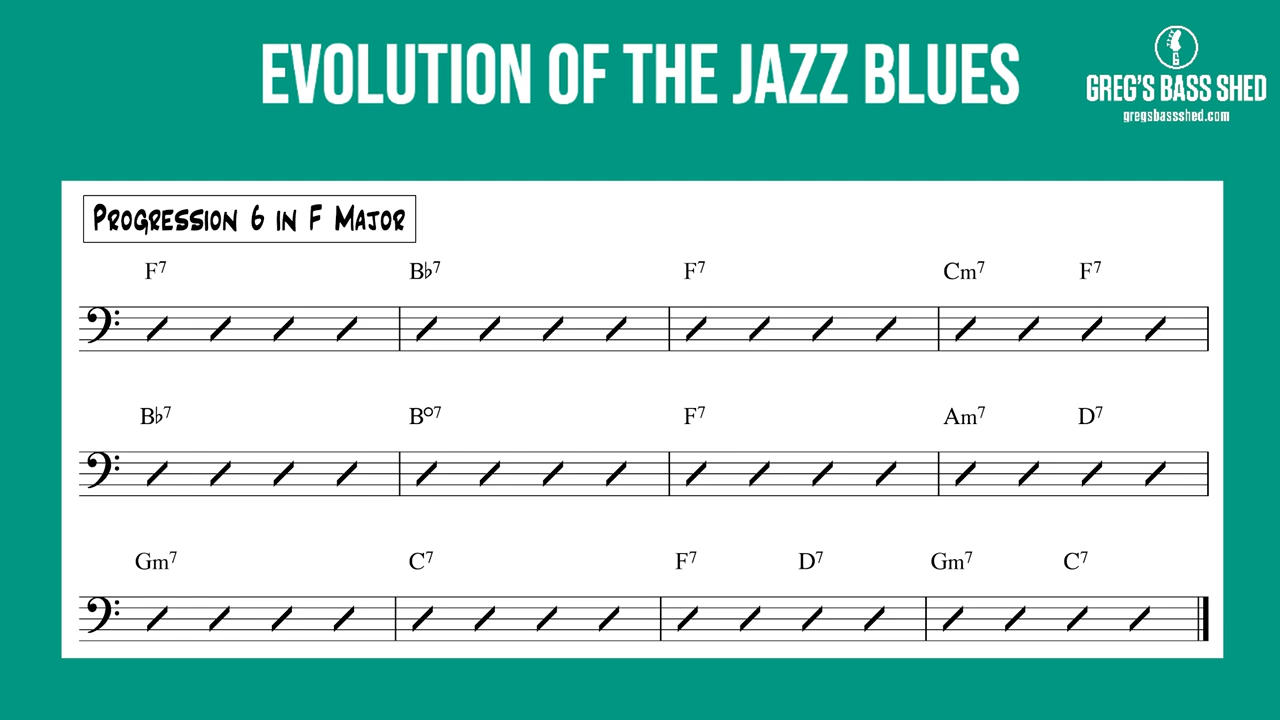 EVOLUTION OF THE JAZZ BLUES
GREG'S BASS SHED
gregsbassshed.com
PROGRESSION 6 IN F MAJOR
F7 B♭7 F7 Cm7 F7
B♭7 B°7 F7 Am7 D7
Gm7 C7 F7 D7 Gm7 C7